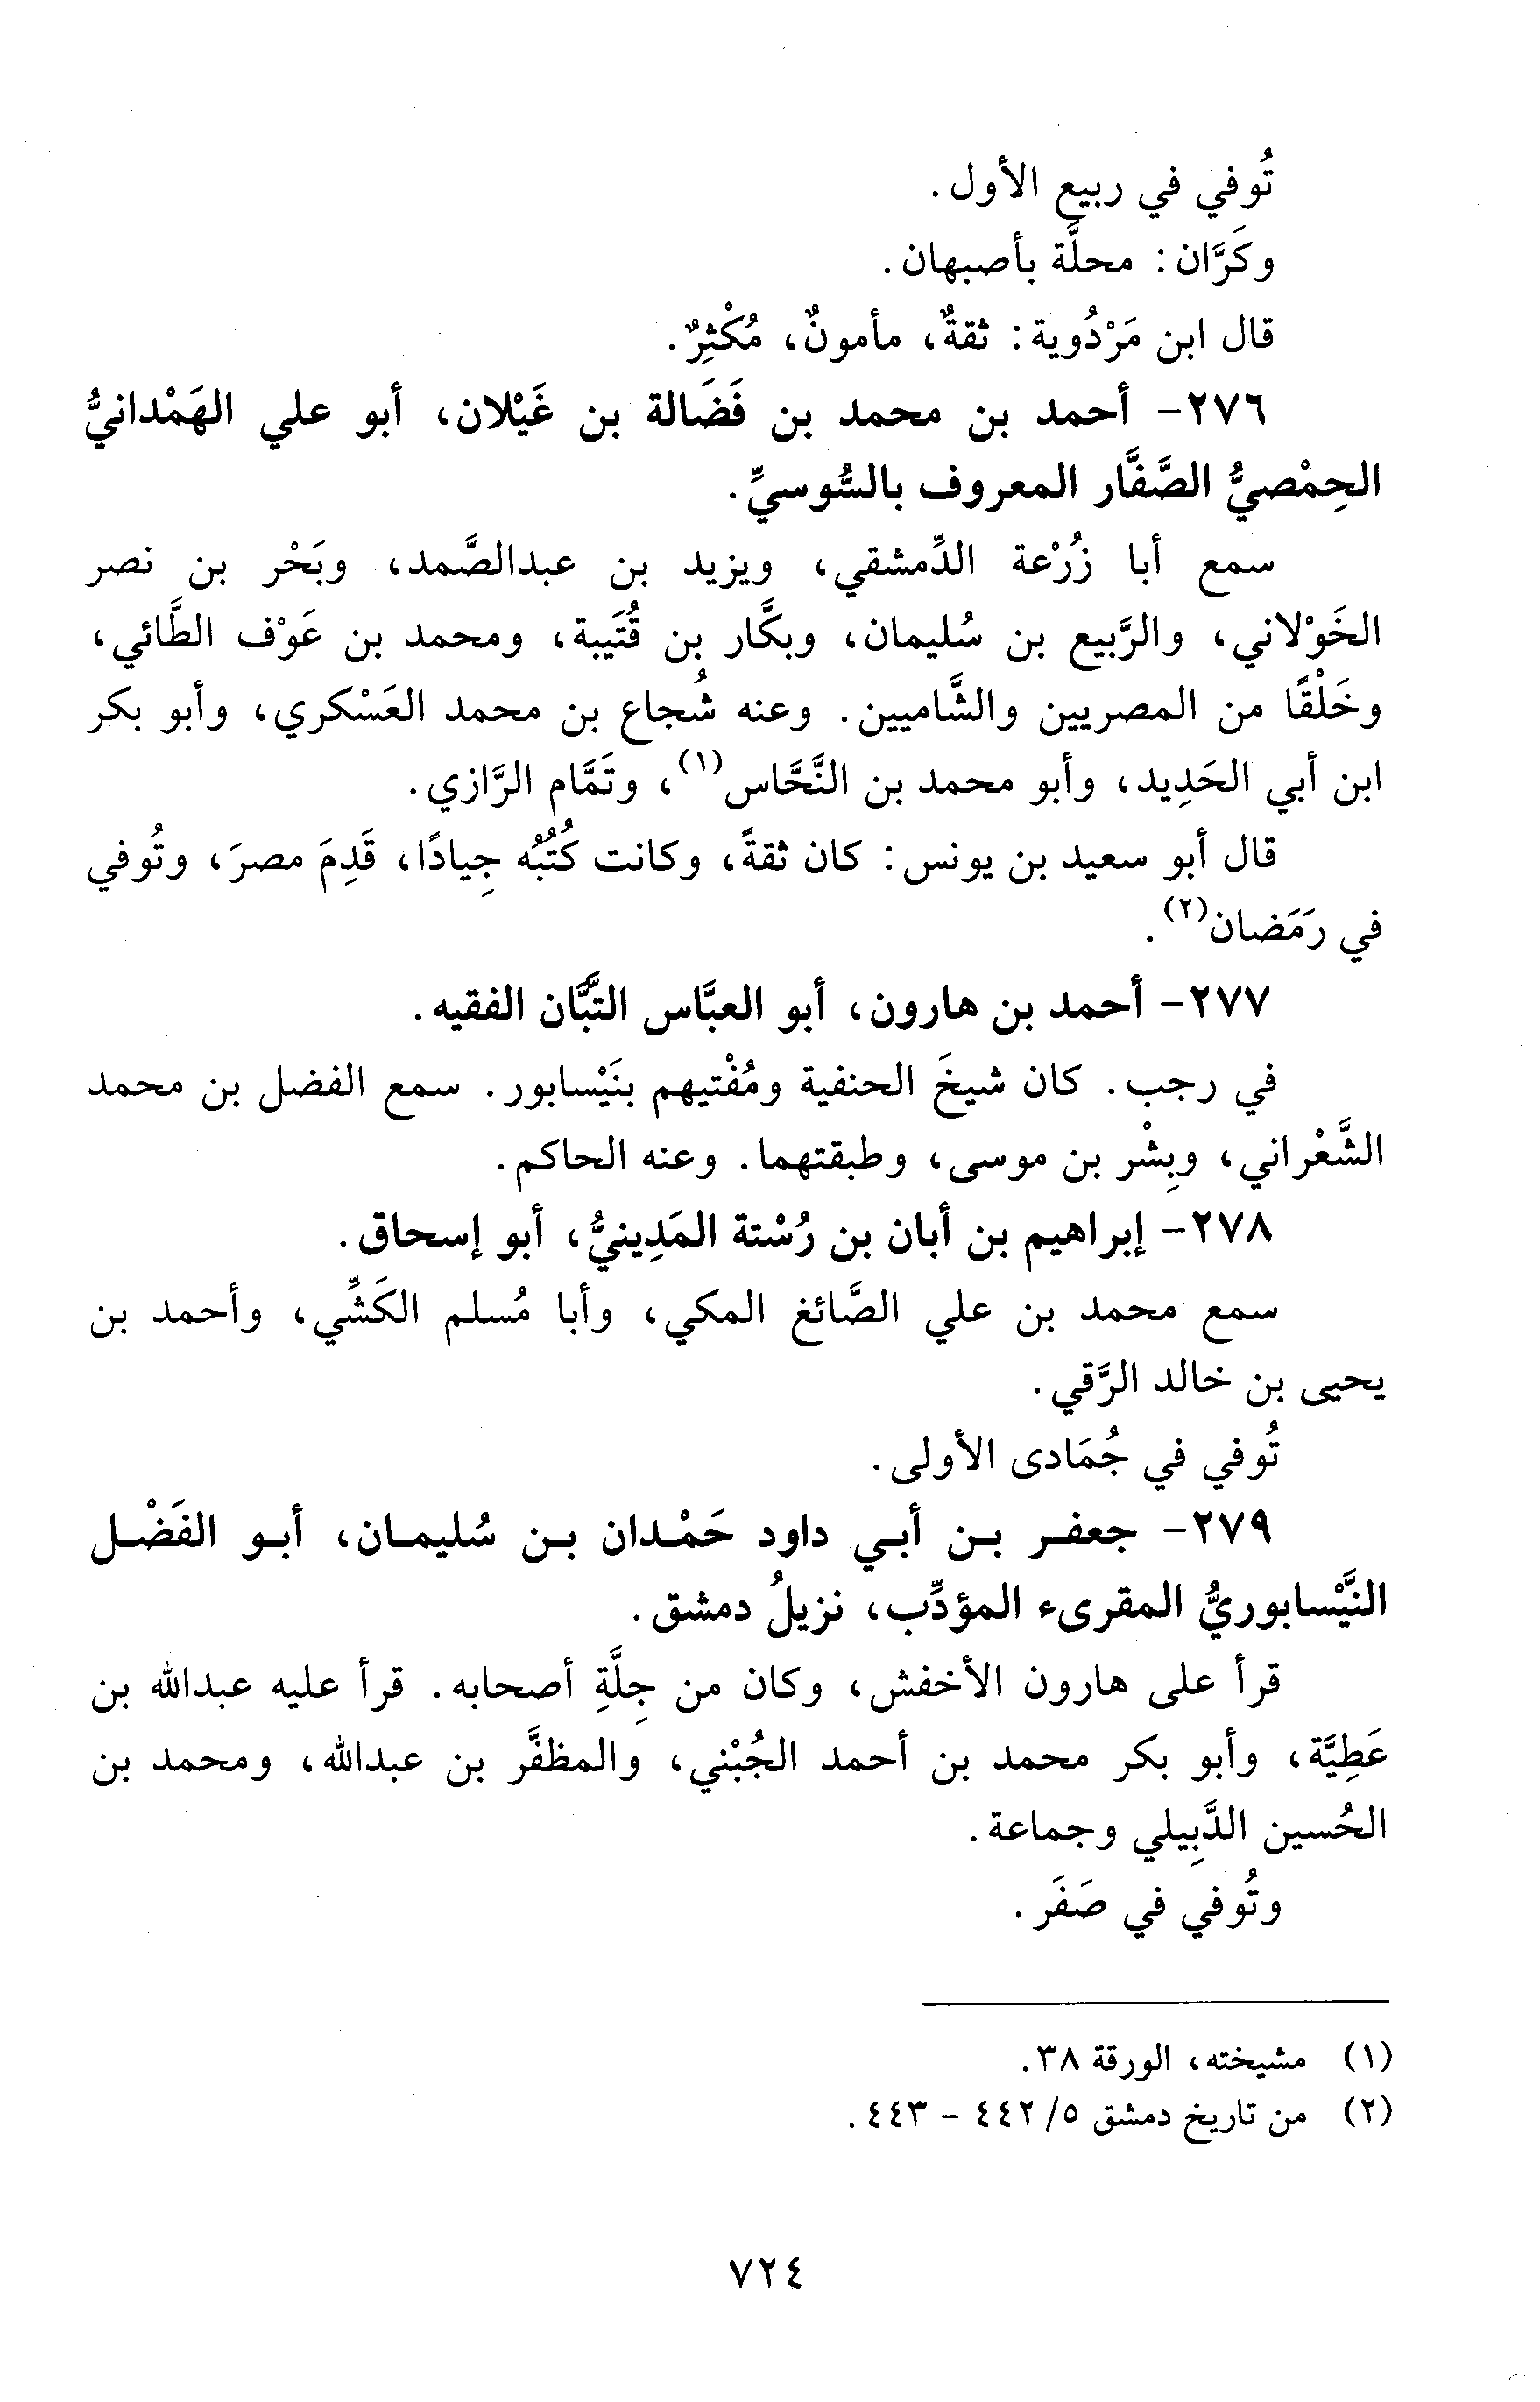 تُوفي في ربيع الأول.
وكَرَّان: محلَّة بأصبهان.
قال ابن مَرْدُوية: ثقةٌ، مأمونٌ، مُكْثِرٌ.
٢٧٦- أحمد بن محمد بن فَضَالة بن غَيْلان، أبو علي الهَمْدانيُّ
الحِمْصيُّ الصَّفَّار المعروف بالسُّوسيِّ.
سمع أبا زُرْعة الدِّمشقي، ويزيد بن عبدالصَّمد، وبَحْر بن نصر
الخَوْلاني، والرَّبيع بن سُليمان، وبكَّار بن قُتَيبة، ومحمد بن عَوْف الطَّائي،
وخَلْقًا من المصريين والشَّاميين. وعنه شُجاع بن محمد العَسْكري، وأبو بكر
ابن أبي الحَدِيد، وأبو محمد بن النَّحَّاس(١)، وتَمَّام الرَّازي.
قال أبو سعيد بن يونس: كان ثقةً، وكانت كُتُبُه جِيادًا، قَدِمَ مصرَ، وتُوفي
في رَمَضان(٢).
٢٧٧- أحمد بن هارون، أبو العبَّاس التبَّان الفقيه.
في رجب. كان شيخَ الحنفية ومُفْتيهم بنَيْسابور. سمع الفضل بن محمد
الشَّعْراني، وبِشْر بن موسى، وطبقتهما. وعنه الحاكم.
٢٧٨- إبراهيم بن أبان بن رُسْتة المَدِينيُّ، أبو إسحاق.
سمع محمد بن علي الصَّائغ المكي، وأبا مُسلم الكَشِّي، وأحمد بن
يحيى بن خالد الرَّقي.
تُوفي في جُمَادى الأولى.
٢٧٩- جعفر بن أبي داود حَمْدان بن سُليمان، أبو الفَضْل
النَّيْسابوريُّ المقرىء المؤدِّب، نزيلُ دمشق.
قرأ على هارون الأخفش، وكان من جِلَّةِ أصحابه. قرأ عليه عبدالله بن
عَطِيَّة، وأبو بكر محمد بن أحمد الجُبْني، والمظفَّر بن عبدالله، ومحمد بن
الحُسين الدَّبِيلي وجماعة.
وتُوفي في صَفَر.
(١) مشيخته، الورقة ٣٨.
(٢) من تاريخ دمشق ٥/ ٤٤٢ - ٤٤٣.
٧٢٤